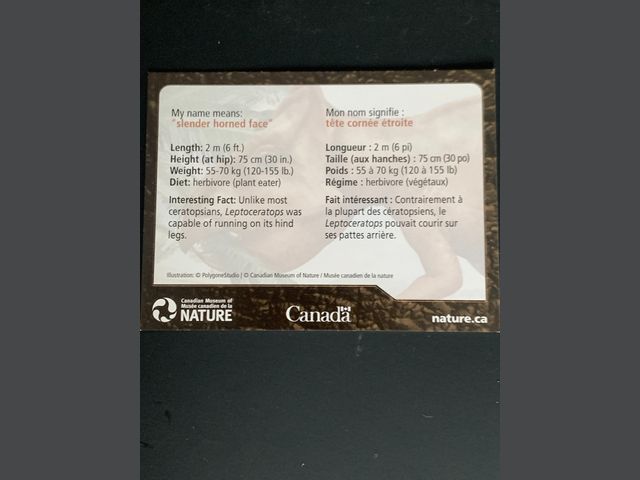 My name means:
"slender horned face"
Length: 2 m (6 ft.)
Height (at hip): 75 cm (30 in.)
Weight: 55-70 kg (120-155 lb.)
Diet: herbivore (plant eater)
Interesting Fact: Unlike most
ceratopsians, Leptoceratops was
capable of running on its hind
legs.
Mon nom signifie :
tête cornée étroite
Longueur : 2 m (6 pi)
Taille (aux hanches) : 75 cm (30 po)
Poids : 55 à 70 kg (120 à 155 lb)
Régime : herbivore (végétaux)
Fait intéressant : Contrairement à
la plupart des cératopsiens, le
Leptoceratops pouvait courir sur
ses pattes arrière.
Illustration: © PolygoneStudio / © Canadian Museum of Nature / Musée canadien de la nature
Canadian Museum of
Musée canadien de la
NATURE
Canada
nature.ca